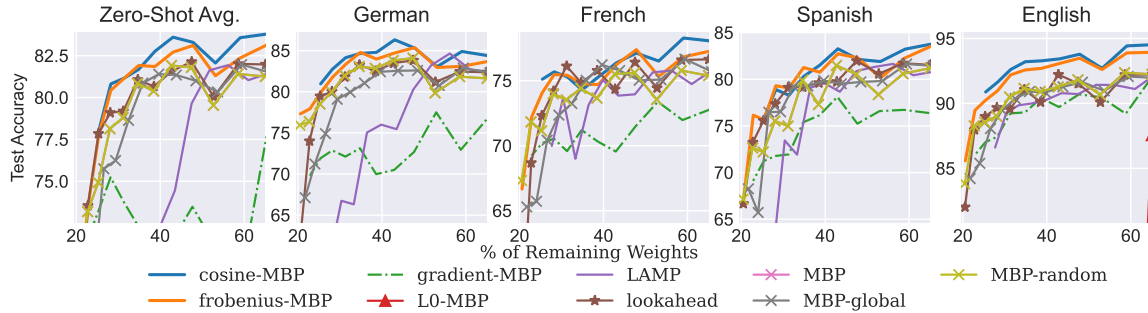 Zero-Shot Avg. German French Spanish English
Test Accuracy
82.5
80.0
77.5
75.0
20 40 60
85
80
75
70
65
20 40 60
75
70
65
20 40 60
85
80
75
70
65
20 40 60
95
90
85
20 40 60
% of Remaining Weights
cosine-MBP gradient-MBP LAMP MBP MBP-random
frobenius-MBP L0-MBP lookahead MBP-global